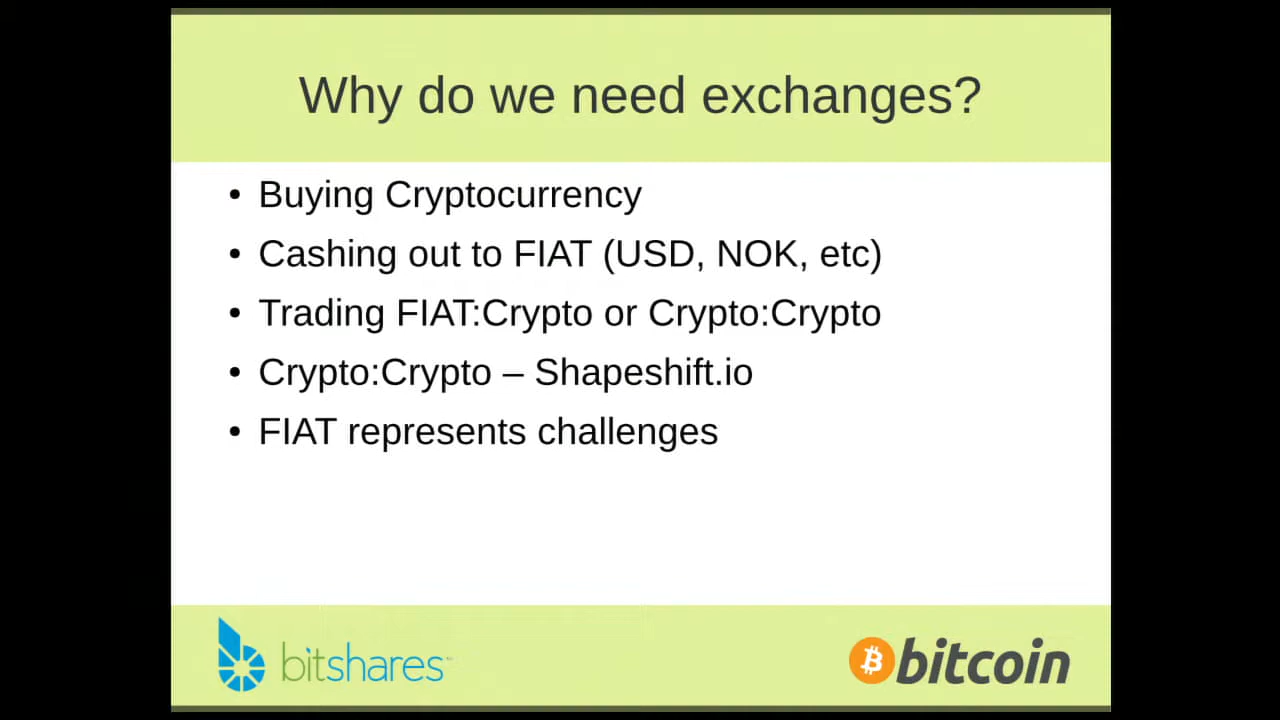 Why do we need exchanges?
• Buying Cryptocurrency
• Cashing out to FIAT (USD, NOK, etc)
• Trading FIAT:Crypto or Crypto:Crypto
• Crypto:Crypto – Shapeshift.io
• FIAT represents challenges
bitshares™
bitcoin